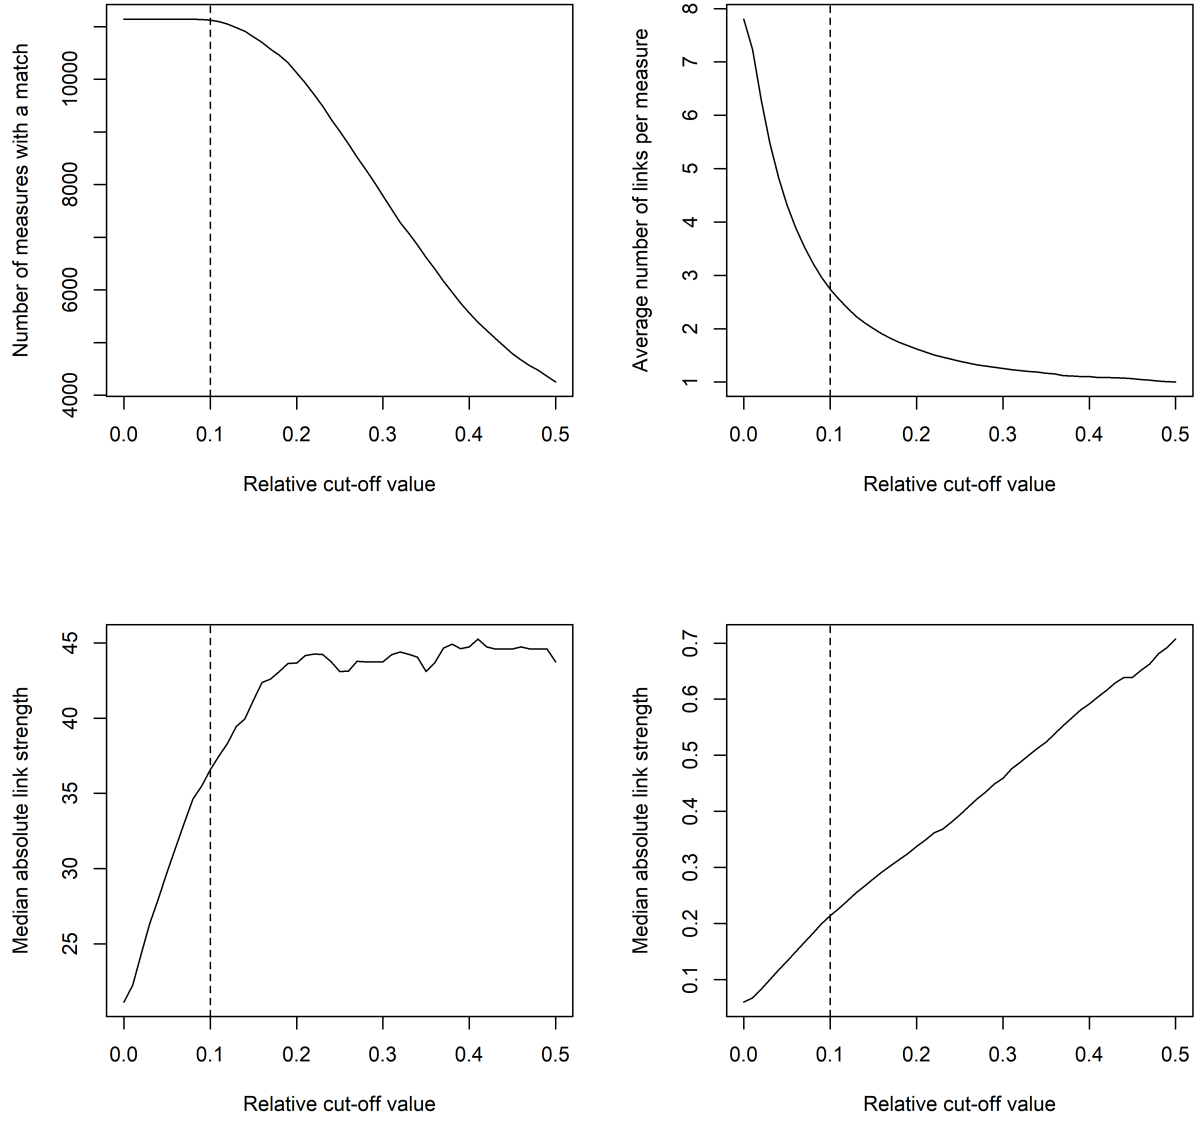 Number of measures with a match
4000
6000
8000
10000
0.0 0.1 0.2 0.3 0.4 0.5
Relative cut-off value
Average number of links per measure
1
2
3
4
5
6
7
8
0.0 0.1 0.2 0.3 0.4 0.5
Relative cut-off value
Median absolute link strength
25
30
35
40
45
0.0 0.1 0.2 0.3 0.4 0.5
Relative cut-off value
Median absolute link strength
0.1
0.2
0.3
0.4
0.5
0.6
0.7
0.0 0.1 0.2 0.3 0.4 0.5
Relative cut-off value